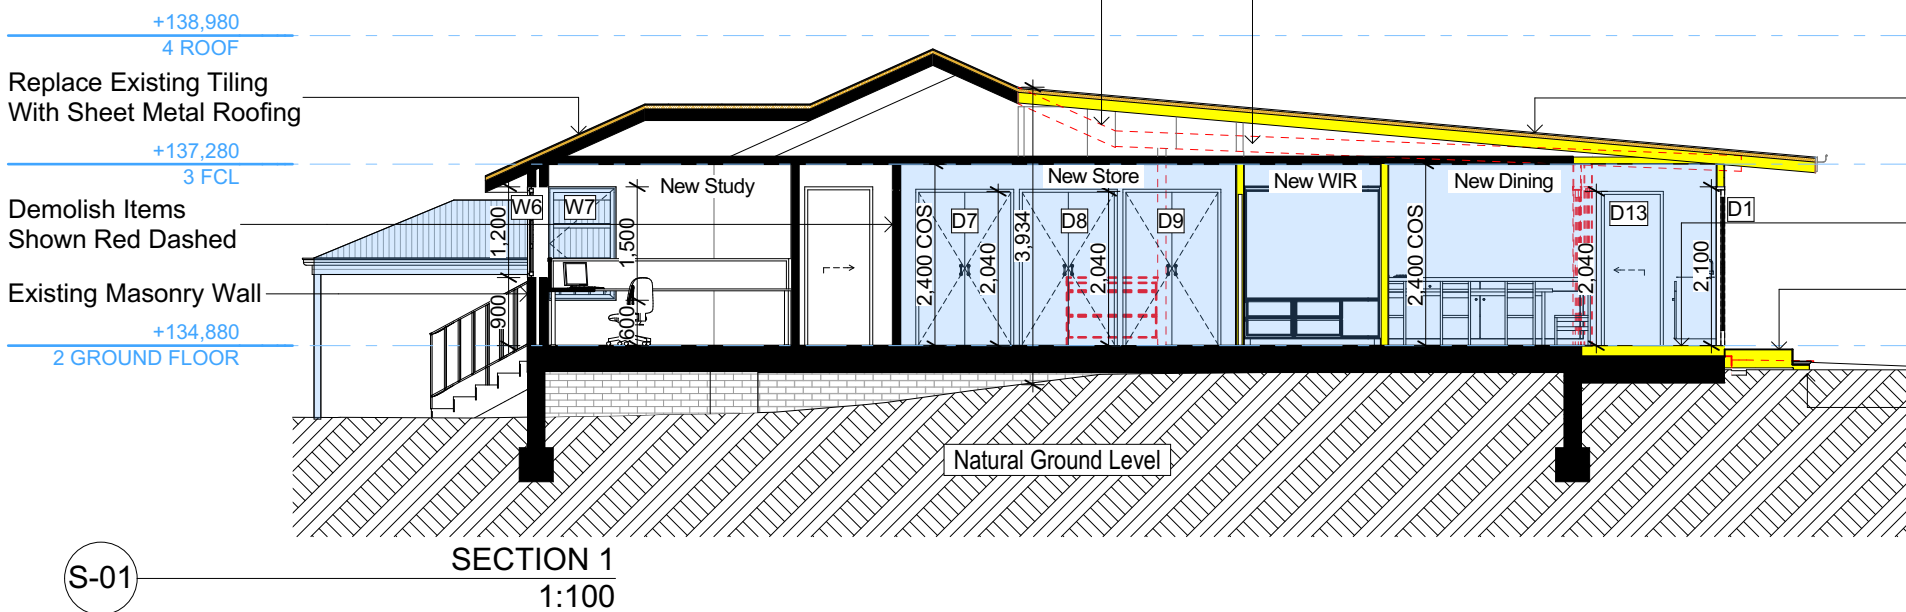 +138,980
4 ROOF
Replace Existing Tiling
With Sheet Metal Roofing
+137,280
3 FCL
Demolish Items
Shown Red Dashed
Existing Masonry Wall
+134,880
2 GROUND FLOOR
W6
W7
New Study
New Store
New WIR
New Dining
D7
D8
D9
D13
D1
1,200
900
1,500
600
2,400 COS
2,040
3,934
2,040
2,400 COS
2,040
2,100
Natural Ground Level
S-01
SECTION 1
1:100